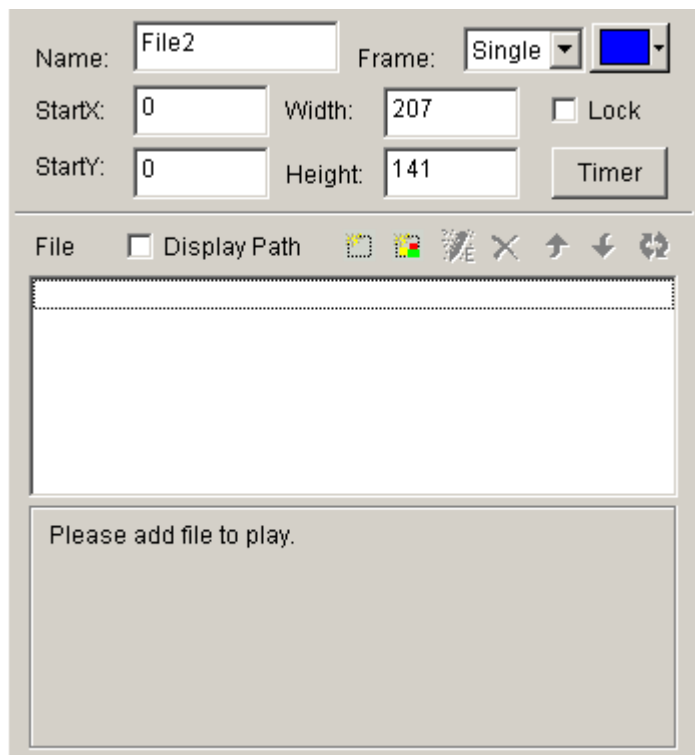 Name: File2 Frame: Single
StartX: 0 Width: 207 Lock
StartY: 0 Height: 141 Timer
File Display Path E
Please add file to play.